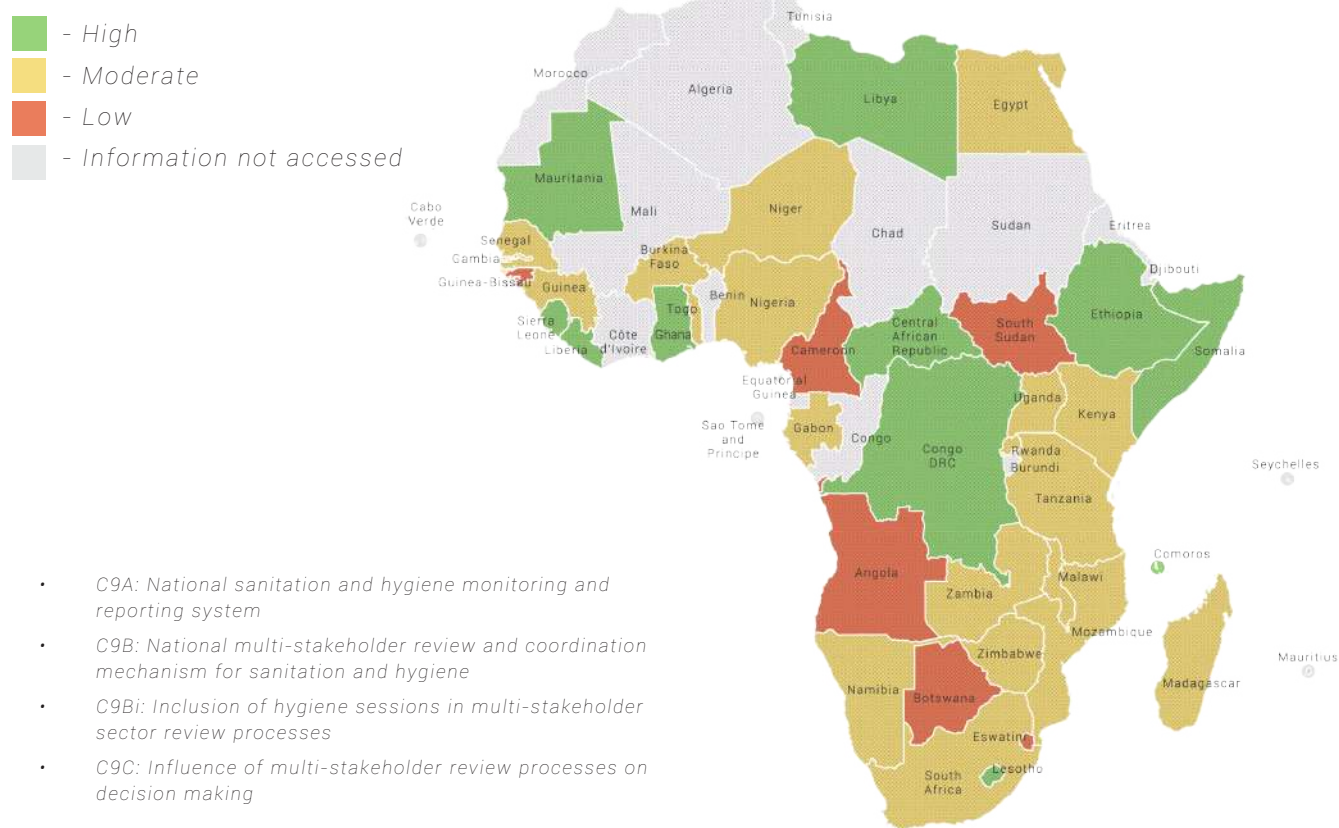 - High
- Moderate
- Low
- Information not accessed
Tunisia
Morocco
Algeria
Libya
Egypt
Mauritania
Mali
Niger
Chad
Sudan
Eritrea
Cabo
Verde
Senegal
Gambia
Guinea-Bissau
Guinea
Burkina
Faso
Benin
Nigeria
Djibouti
Sierra
Leone
Liberia
Côte
d'Ivoire
Ghana
Togo
Cameroon
Central
African
Republic
South
Sudan
Ethiopia
Somalia
Equatorial
Guinea
Sao Tome
and
Principe
Gabon
Congo
Congo
DRC
Uganda
Kenya
Rwanda
Burundi
Tanzania
Seychelles
Comoros
Angola
Zambia
Malawi
Mozambique
Zimbabwe
Namibia
Botswana
Madagascar
Mauritius
Eswatini
Lesotho
South
Africa
• C9A: National sanitation and hygiene monitoring and
reporting system
• C9B: National multi-stakeholder review and coordination
mechanism for sanitation and hygiene
• C9Bi: Inclusion of hygiene sessions in multi-stakeholder
sector review processes
• C9C: Influence of multi-stakeholder review processes on
decision making